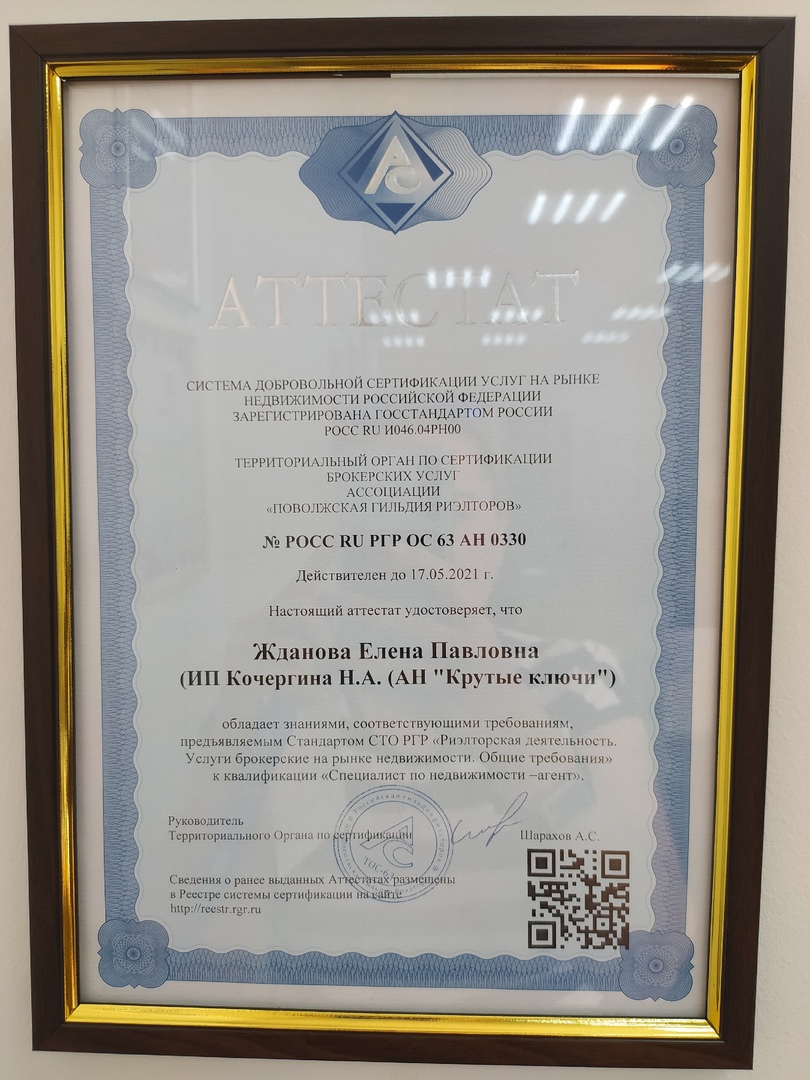 АС
АТТЕСТАТ
СИСТЕМА ДОБРОВОЛЬНОЙ СЕРТИФИКАЦИИ УСЛУГ НА РЫНКЕ
НЕДВИЖИМОСТИ РОССИЙСКОЙ ФЕДЕРАЦИИ
ЗАРЕГИСТРИРОВАНА ГОССТАНДАРТОМ РОССИИ
РОСС RU И046.04РН00
ТЕРРИТОРИАЛЬНЫЙ ОРГАН ПО СЕРТИФИКАЦИИ
БРОКЕРСКИХ УСЛУГ
АССОЦИАЦИИ
«ПОВОЛЖСКАЯ ГИЛЬДИЯ РИЭЛТОРОВ»
№ РОСС RU РГР ОС 63 АН 0330
Действителен до 17.05.2021 г.
Настоящий аттестат удостоверяет, что
Жданова Елена Павловна
(ИП Кочергина Н.А. (АН "Крутые ключи")
обладает знаниями, соответствующими требованиям,
предъявляемым Стандартом СТО РГР «Риэлторская деятельность.
Услуги брокерские на рынке недвижимости. Общие требования»
к квалификации «Специалист по недвижимости –агент».
Руководитель
Территориального Органа по сертификации
Шарахов А.С.
АС
ТОС-63
Сведения о ранее выданных Аттестатах размещены
в Реестре системы сертификации на сайте
http://reestr.rgr.ru